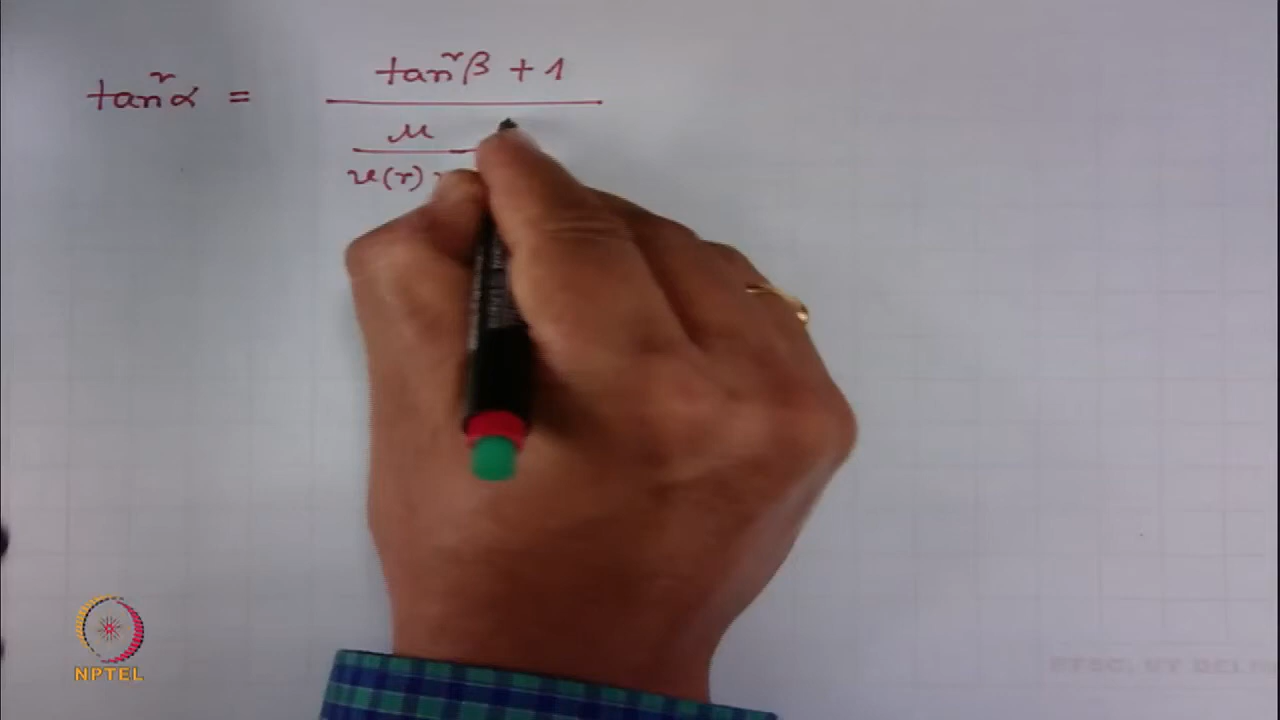 tan²α = tan²β + 1
μ
v(r)
NPTEL